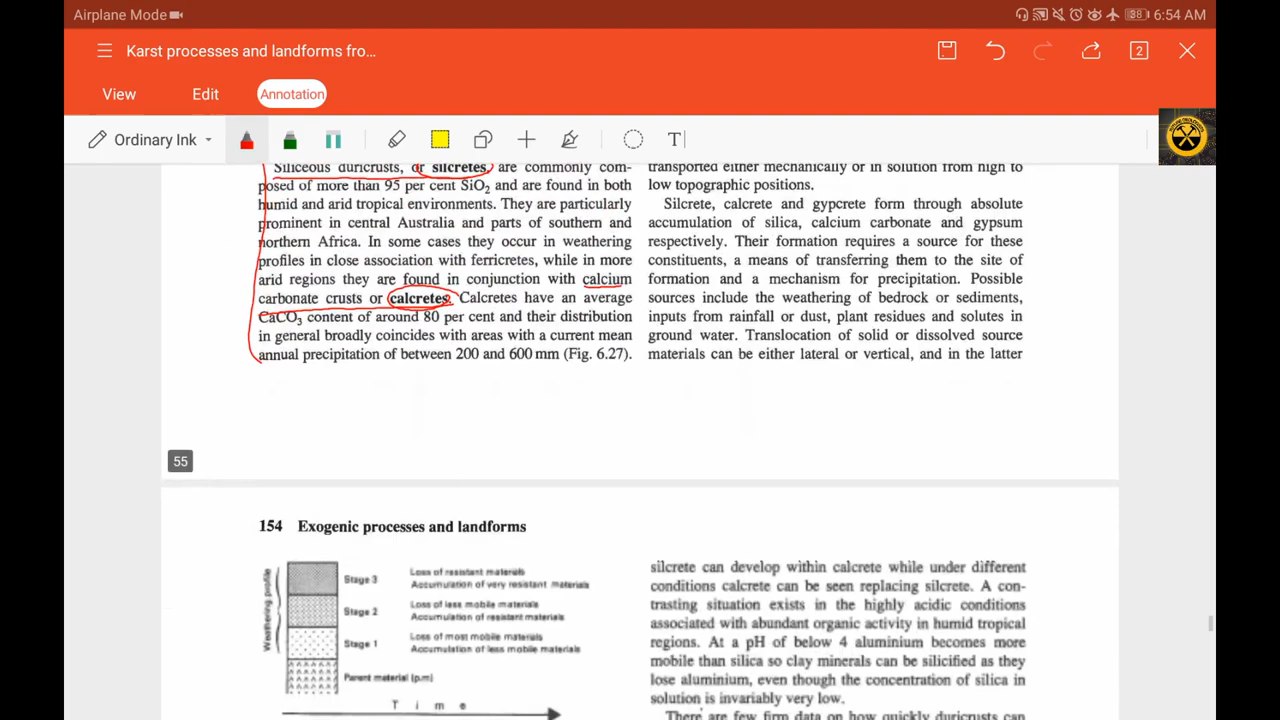 Airplane Mode
38 6:54 AM
Karst processes and landforms fro...
2
View
Edit
Annotation
Ordinary Ink
T
Siliceous duricrusts, or silcretes, are commonly com-
posed of more than 95 per cent SiO2 and are found in both
humid and arid tropical environments. They are particularly
prominent in central Australia and parts of southern and
northern Africa. In some cases they occur in weathering
profiles in close association with ferricretes, while in more
arid regions they are found in conjunction with calcium
carbonate crusts or calcretes. Calcretes have an average
CaCO3 content of around 80 per cent and their distribution
in general broadly coincides with areas with a current mean
annual precipitation of between 200 and 600 mm (Fig. 6.27).
transported either mechanically or in solution from high to
low topographic positions.
Silcrete, calcrete and gypcrete form through absolute
accumulation of silica, calcium carbonate and gypsum
respectively. Their formation requires a source for these
constituents, a means of transferring them to the site of
formation and a mechanism for precipitation. Possible
sources include the weathering of bedrock or sediments,
inputs from rainfall or dust, plant residues and solutes in
ground water. Translocation of solid or dissolved source
materials can be either lateral or vertical, and in the latter
55
154 Exogenic processes and landforms
Weathering profile
Stage 3
Loss of resistant materials
Accumulation of very resistant materials
Stage 2
Loss of less mobile materials
Accumulation of resistant materials
Stage 1
Loss of most mobile materials
Accumulation of less mobile materials
Parent material (p.m)
T i m e
silcrete can develop within calcrete while under different
conditions calcrete can be seen replacing silcrete. A con-
trasting situation exists in the highly acidic conditions
associated with abundant organic activity in humid tropical
regions. At a pH of below 4 aluminium becomes more
mobile than silica so clay minerals can be silicified as they
lose aluminium, even though the concentration of silica in
solution is invariably very low.
There are few firm data on how quickly duricrusts can